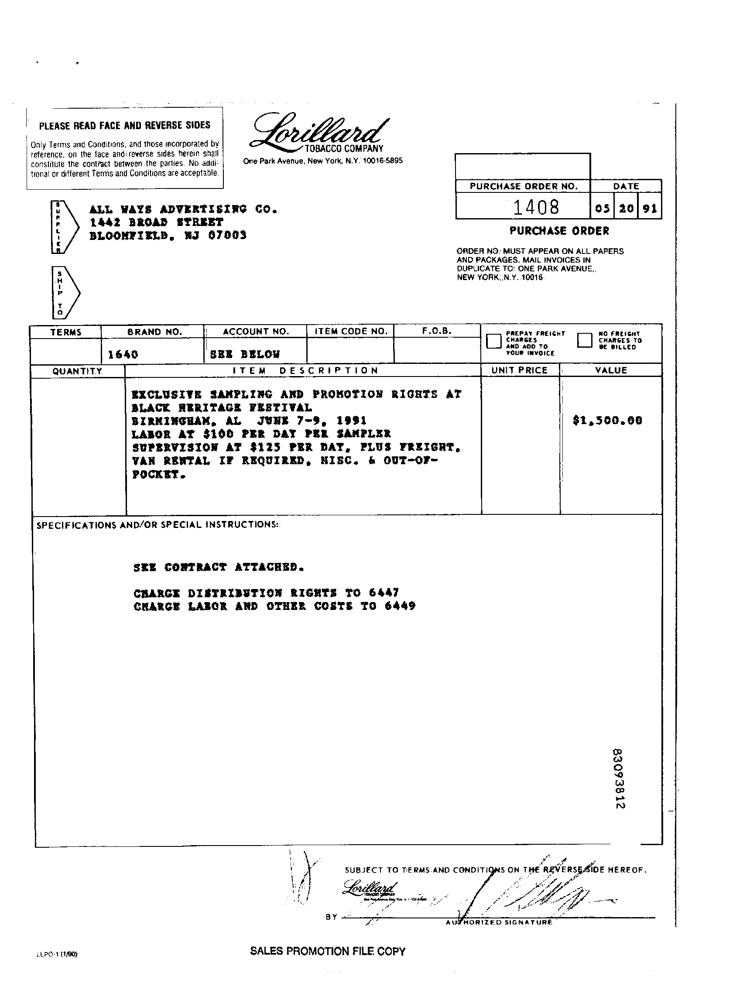 PLEASE READ FACE AND REVERSE SIDES
Only Terms and Conditions, and those incorporated by
reference, on the face and reverse sides herein shall
constitute the contract between the parties. No addi-
tional or different Terms and Conditions are acceptable.
Lorillard
TOBACCO COMPANY
One Park Avenue, New York, N.Y. 10016-5895
PURCHASE ORDER NO. DATE
1408 05 20 91
PURCHASE ORDER
ORDER NO. MUST APPEAR ON ALL PAPERS
AND PACKAGES. MAIL INVOICES IN
DUPLICATE TO: ONE PARK AVENUE,
NEW YORK, N.Y. 10016
SUPPLIER
ALL WAYS ADVERTISING CO.
1442 BROAD STREET
BLOOMFIELD, NJ 07003
SHIP TO
TERMS BRAND NO. ACCOUNT NO. ITEM CODE NO. F.O.B.
PREPAY FREIGHT
CHARGES
AND ADD TO
YOUR INVOICE
NO FREIGHT
CHARGES TO
BE BILLED
1640 SEE BELOW
QUANTITY ITEM DESCRIPTION UNIT PRICE VALUE
EXCLUSIVE SAMPLING AND PROMOTION RIGHTS AT
BLACK HERITAGE FESTIVAL
BIRMINGHAM, AL JUNE 7-9, 1991 $1,500.00
LABOR AT $100 PER DAY PER SAMPLER
SUPERVISION AT $125 PER DAY, PLUS FREIGHT,
VAN RENTAL IF REQUIRED, MISC. & OUT-OF-
POCKET.
SPECIFICATIONS AND/OR SPECIAL INSTRUCTIONS:
SEE CONTRACT ATTACHED.
CHARGE DISTRIBUTION RIGHTS TO 6447
CHARGE LABOR AND OTHER COSTS TO 6449
83093812
SUBJECT TO TERMS AND CONDITIONS ON THE REVERSE SIDE HEREOF.
Lorillard
BY
AUTHORIZED SIGNATURE
LLPO-1 (1/90)
SALES PROMOTION FILE COPY